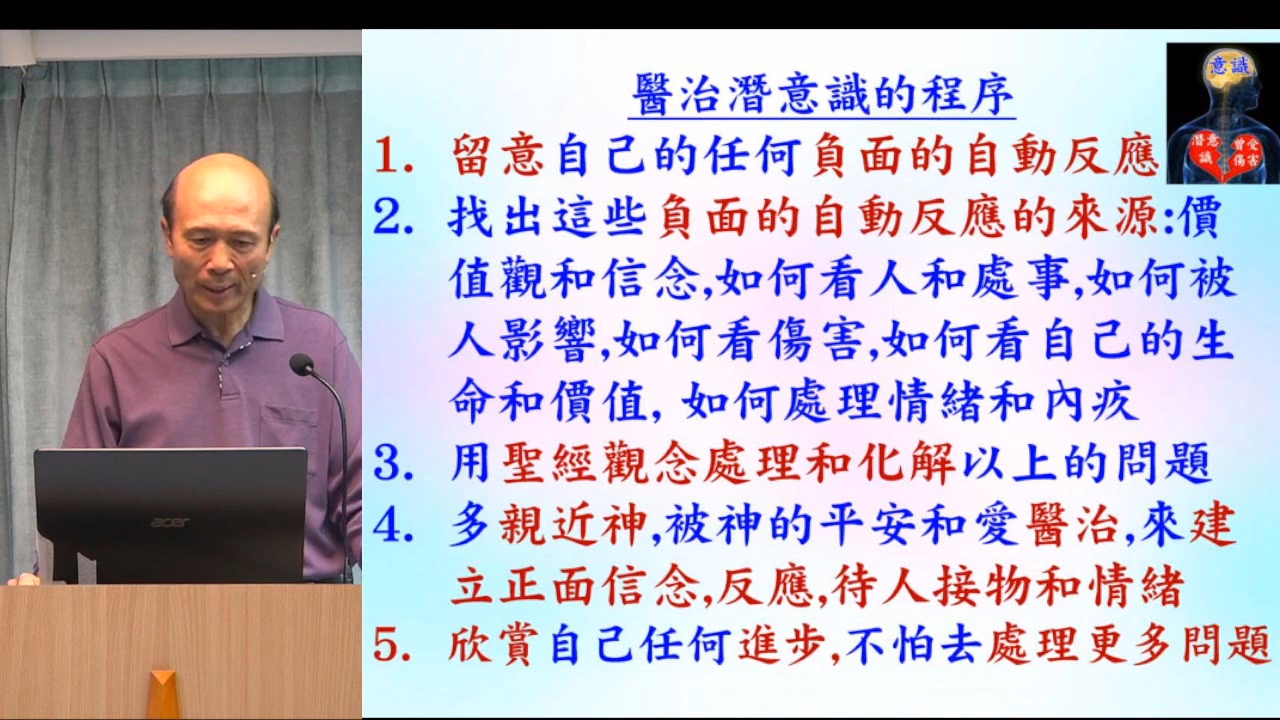 醫治潛意識的程序
1. 留意自己的任何負面的自動反應
2. 找出這些負面的自動反應的來源:價
值觀和信念,如何看人和處事,如何被
人影響,如何看傷害,如何看自己的生
命和價值, 如何處理情緒和內疚
3. 用聖經觀念處理和化解以上的問題
4. 多親近神,被神的平安和愛醫治,來建
立正面信念,反應,待人接物和情緒
5. 欣賞自己任何進步,不怕去處理更多問題
意識
潛意識
曾受傷害
acer